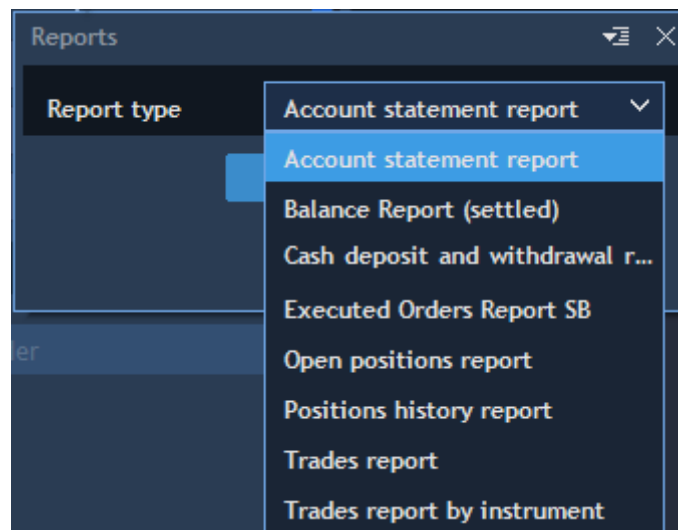 Reports
Report type
Account statement report
Account statement report
Balance Report (settled)
Cash deposit and withdrawal r...
Executed Orders Report SB
er
Open positions report
Positions history report
Trades report
Trades report by instrument